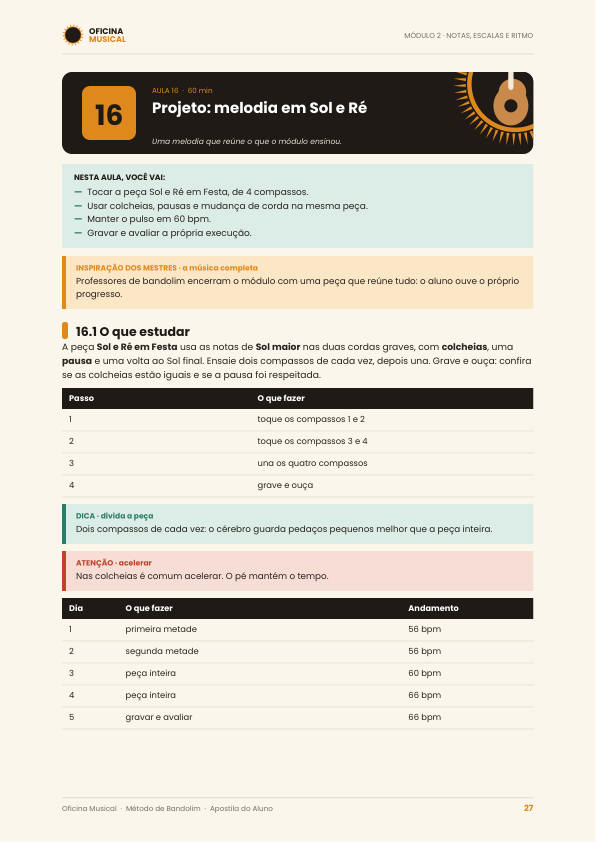 OFICINA
MUSICAL
MÓDULO 2 · NOTAS, ESCALAS E RITMO
16
AULA 16 · 60 min
Projeto: melodia em Sol e Ré
Uma melodia que reúne o que o módulo ensinou.
NESTA AULA, VOCÊ VAI:
— Tocar a peça Sol e Ré em Festa, de 4 compassos.
— Usar colcheias, pausas e mudança de corda na mesma peça.
— Manter o pulso em 60 bpm.
— Gravar e avaliar a própria execução.
INSPIRAÇÃO DOS MESTRES · a música completa
Professores de bandolim encerram o módulo com uma peça que reúne tudo: o aluno ouve o próprio
progresso.
16.1 O que estudar
A peça Sol e Ré em Festa usa as notas de Sol maior nas duas cordas graves, com colcheias, uma
pausa e uma volta ao Sol final. Ensaie dois compassos de cada vez, depois una. Grave e ouça: confira
se as colcheias estão iguais e se a pausa foi respeitada.
Passo O que fazer
1 toque os compassos 1 e 2
2 toque os compassos 3 e 4
3 una os quatro compassos
4 grave e ouça
DICA · divida a peça
Dois compassos de cada vez: o cérebro guarda pedaços pequenos melhor que a peça inteira.
ATENÇÃO · acelerar
Nas colcheias é comum acelerar. O pé mantém o tempo.
Dia O que fazer Andamento
1 primeira metade 56 bpm
2 segunda metade 56 bpm
3 peça inteira 60 bpm
4 peça inteira 66 bpm
5 gravar e avaliar 66 bpm
Oficina Musical · Método de Bandolim · Apostila do Aluno
27